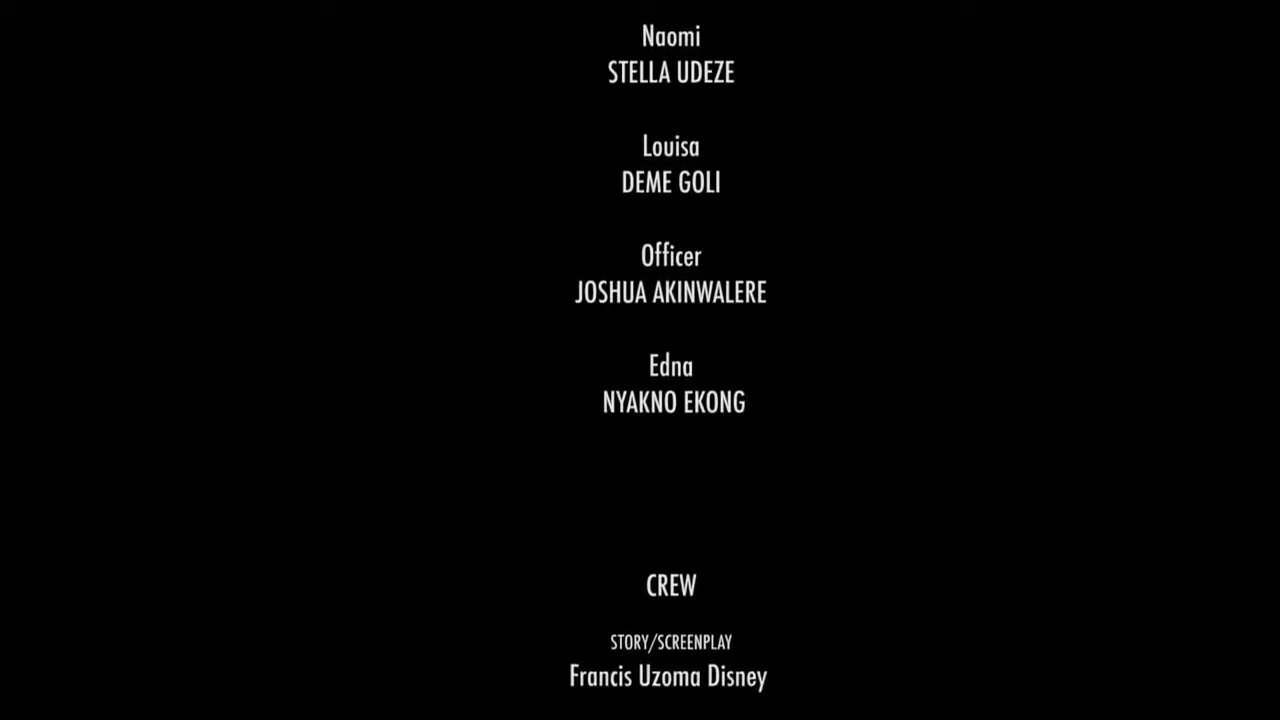 Naomi
STELLA UDEZE
Louisa
DEME GOLI
Officer
JOSHUA AKINWALERE
Edna
NYAKNO EKONG
CREW
STORY/SCREENPLAY
Francis Uzoma Disney